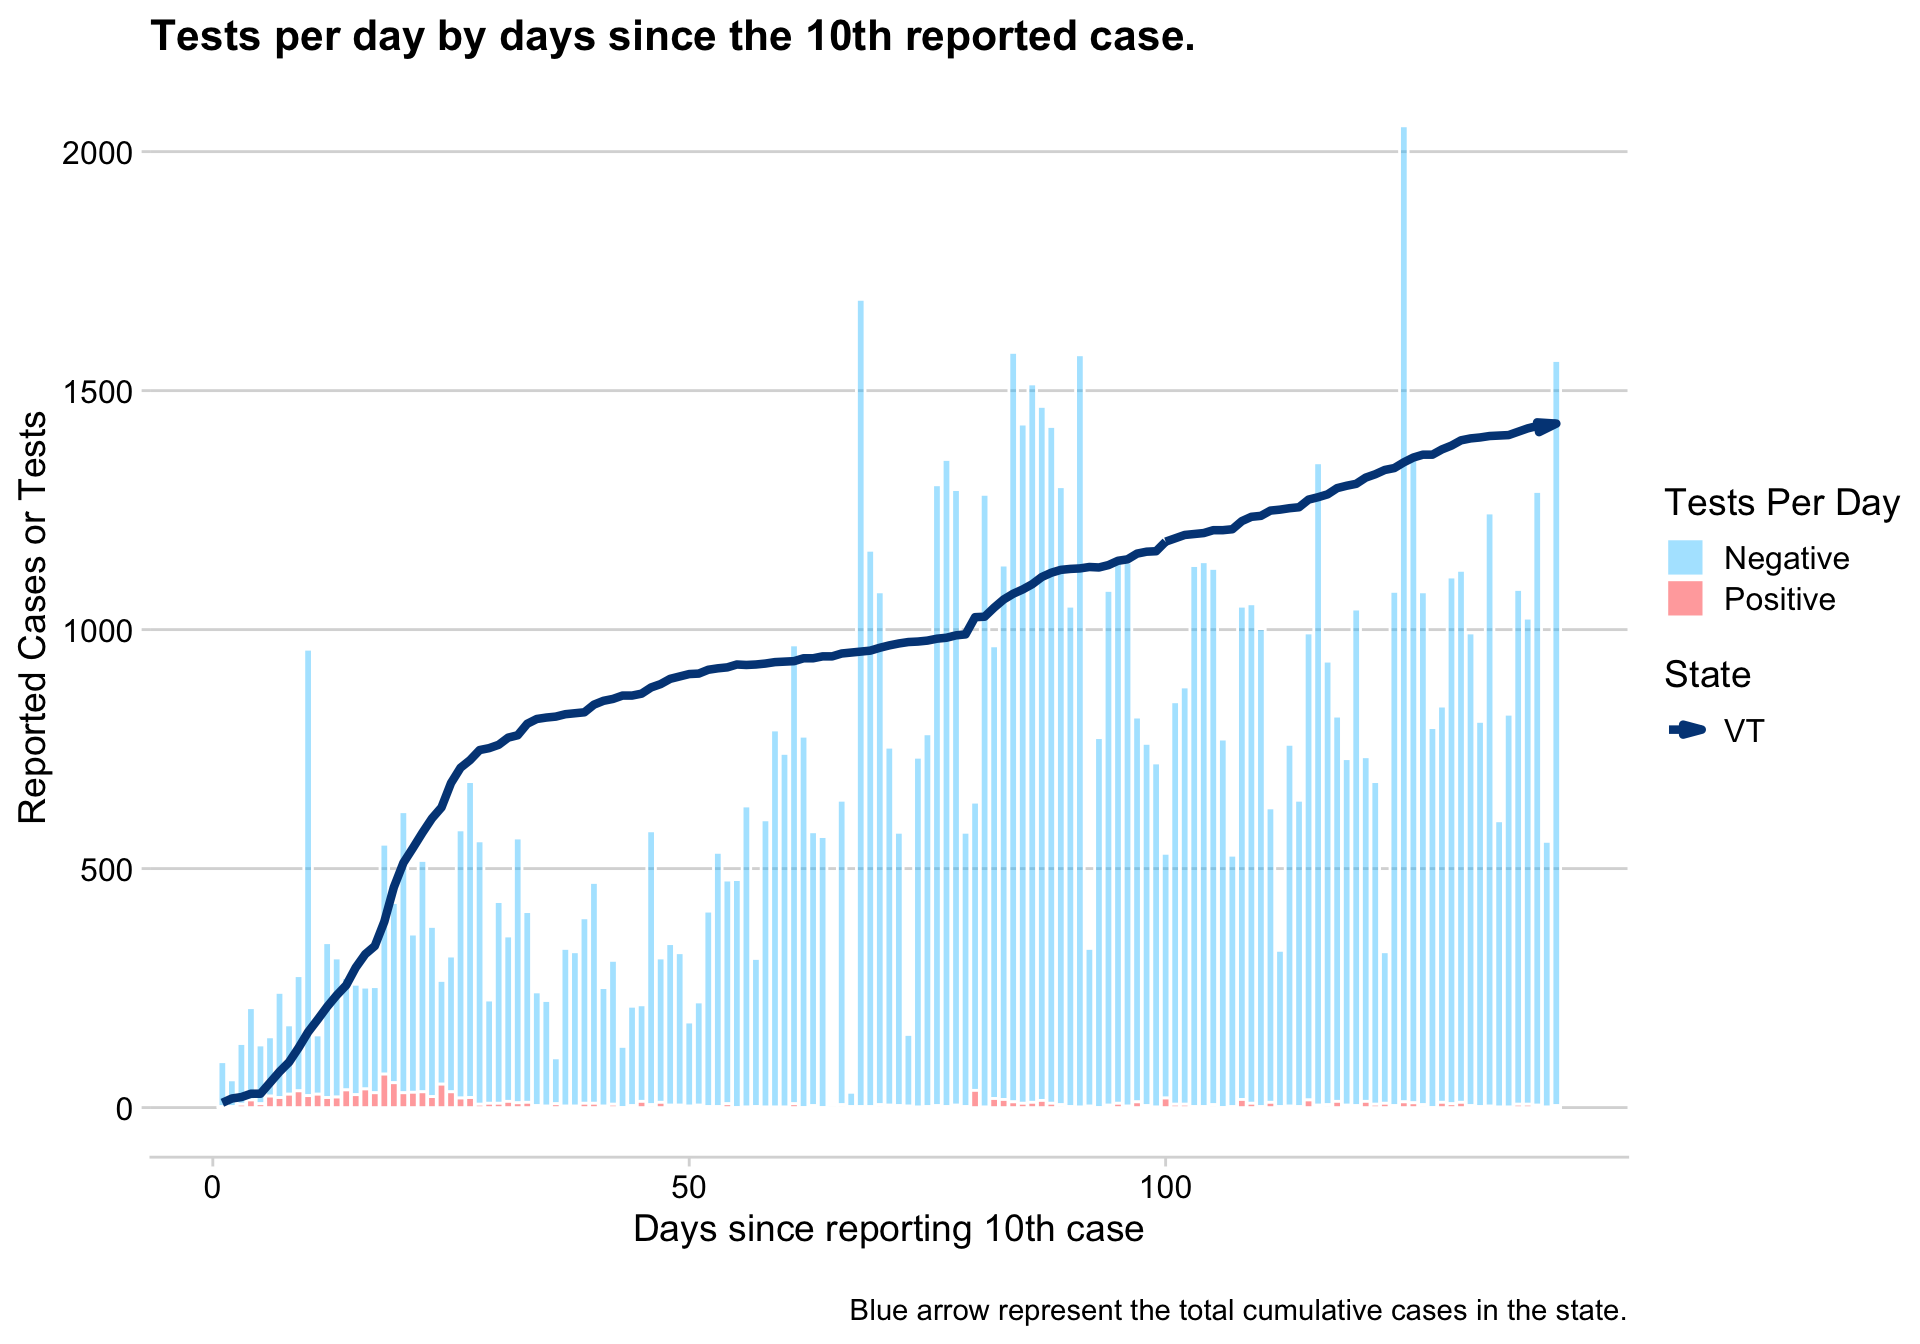 Tests per day by days since the 10th reported case.
2000
1500
1000
500
0
Reported Cases or Tests
0 50 100
Days since reporting 10th case
Tests Per Day
Negative
Positive
State
VT
Blue arrow represent the total cumulative cases in the state.